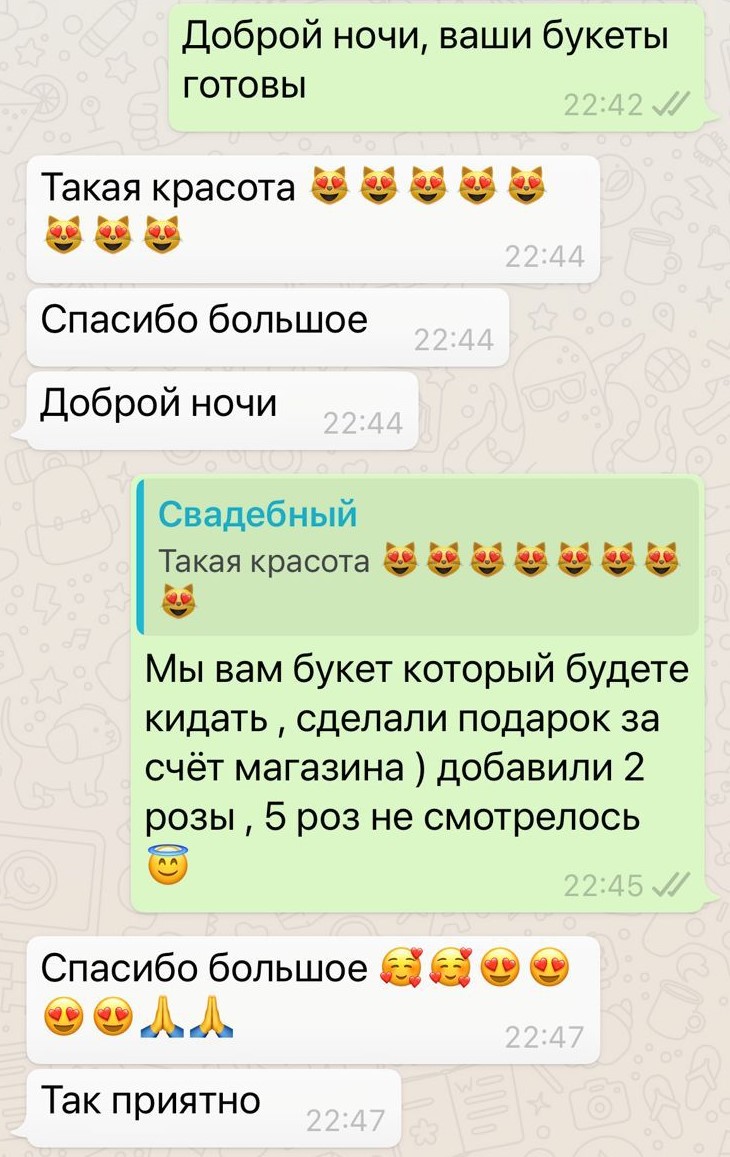 Доброй ночи, ваши букеты
готовы
22:42
Такая красота 😻😻😻😻😻
😻😻😻
22:44
Спасибо большое
22:44
Доброй ночи
22:44
Свадебный
Такая красота 😻😻😻😻😻😻😻
😻
Мы вам букет который будете
кидать , сделали подарок за
счёт магазина ) добавили 2
розы , 5 роз не смотрелось
😇
22:45
Спасибо большое 🥰🥰😍😍
😍😍🙏🙏
22:47
Так приятно
22:47